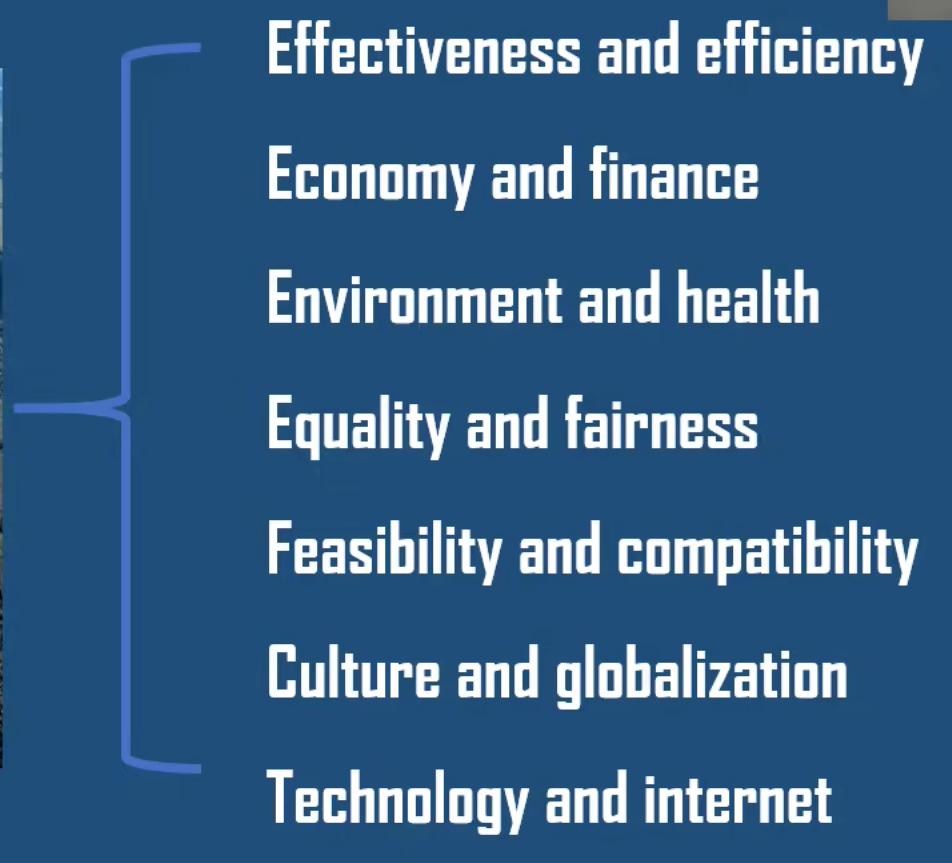 Effectiveness and efficiency
Economy and finance
Environment and health
Equality and fairness
Feasibility and compatibility
Culture and globalization
Technology and internet